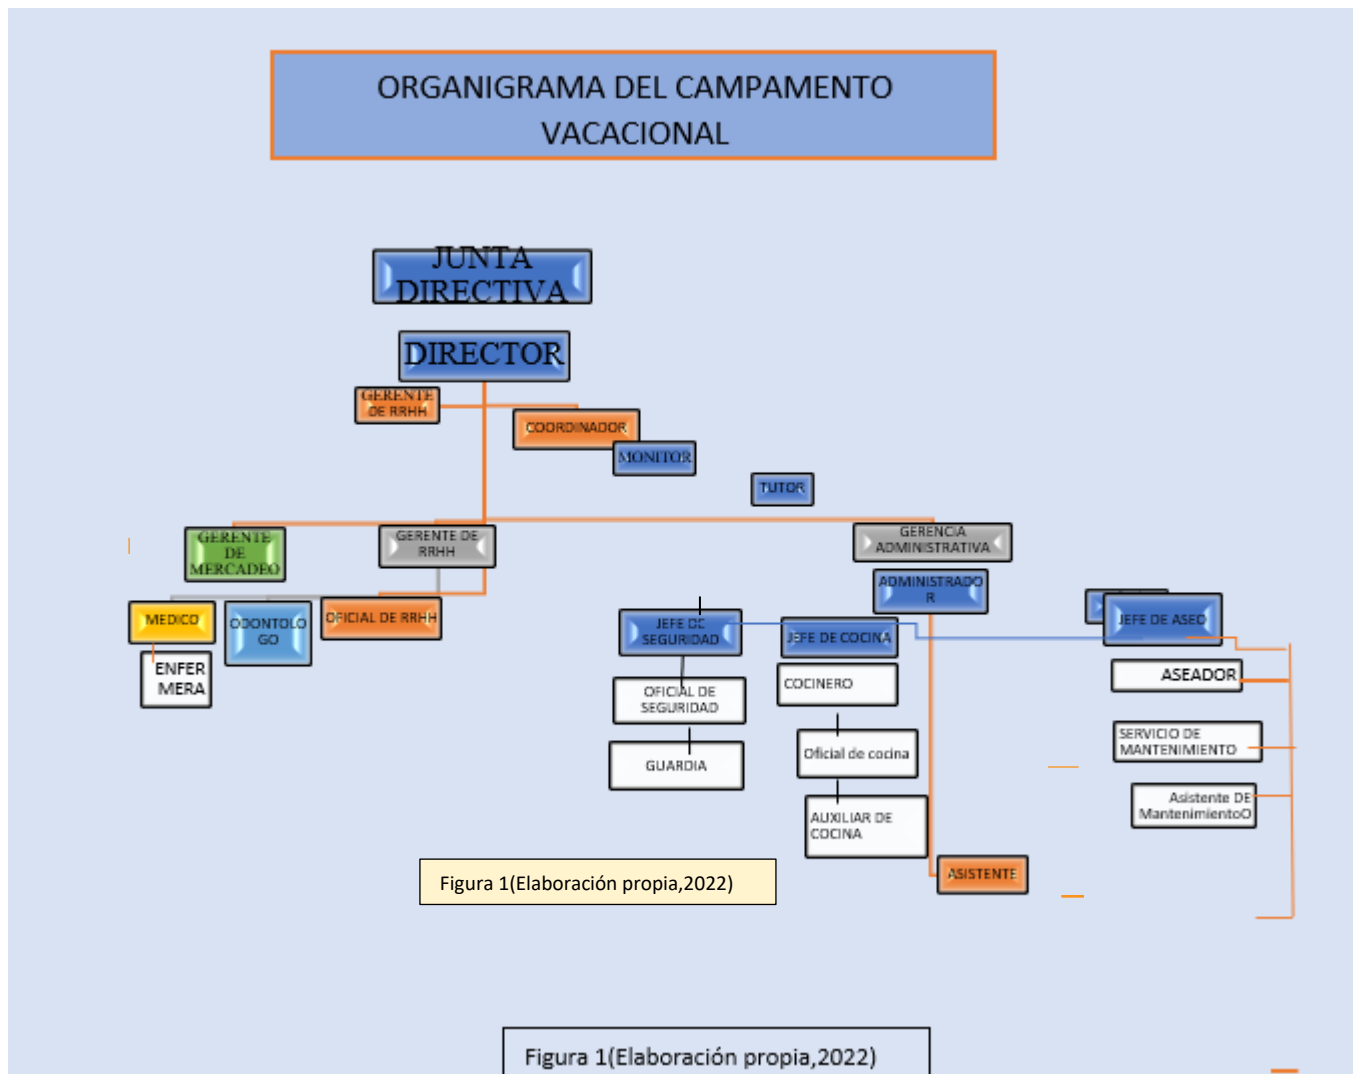 ORGANIGRAMA DEL CAMPAMENTO
VACACIONAL
JUNTA
DIRECTIVA
DIRECTOR
GERENTE
DE RRHH
COORDINADOR
MONITOR
TUTOR
GERENTE
DE
MERCADEO
GERENTE DE
RRHH
GERENCIA
ADMINISTRATIVA
ADMINISTRADO
R
MEDICO
ODONTOLO
GO
OFICIAL DE RRHH
JEFE DE
SEGURIDAD
JEFE DE COCINA
JEFE DE ASEO
ENFER
MERA
OFICIAL DE
SEGURIDAD
COCINERO
ASEADOR
GUARDIA
Oficial de cocina
SERVICIO DE
MANTENIMIENTO
AUXILIAR DE
COCINA
Asistente DE
MantenimientoO
ASISTENTE
Figura 1(Elaboración propia,2022)
Figura 1(Elaboración propia,2022)